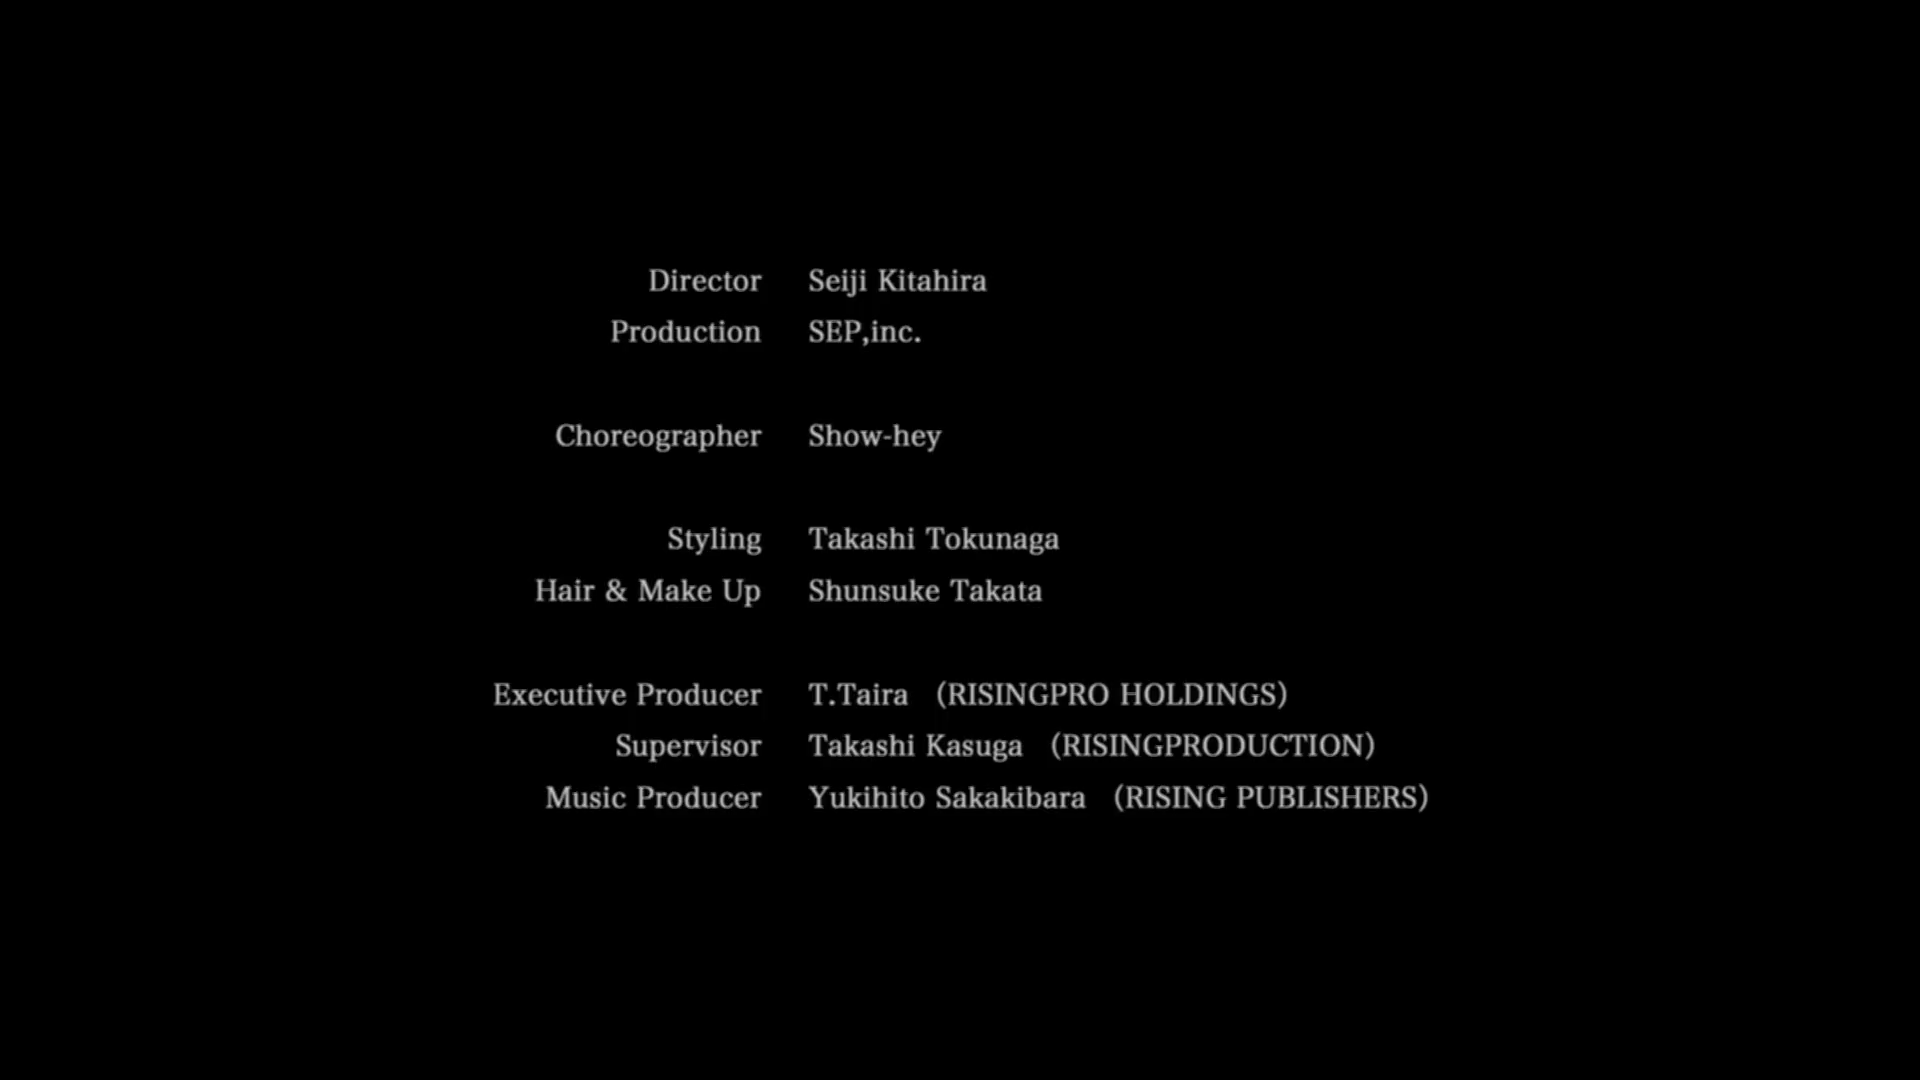 Director Seiji Kitahira
Production SEP,inc.
Choreographer Show-hey
Styling Takashi Tokunaga
Hair & Make Up Shunsuke Takata
Executive Producer T.Taira （RISINGPRO HOLDINGS）
Supervisor Takashi Kasuga （RISINGPRODUCTION）
Music Producer Yukihito Sakakibara （RISING PUBLISHERS）